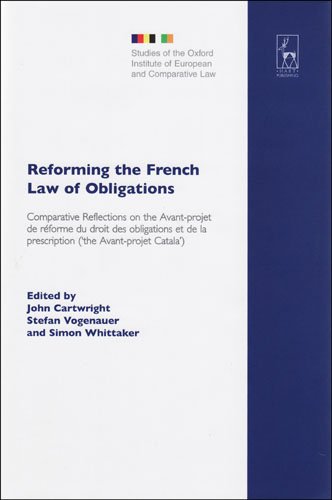 Studies of the Oxford
Institute of European
and Comparative Law
HART
PUBLISHING
Reforming the French
Law of Obligations
Comparative Reflections on the Avant-projet
de réforme du droit des obligations et de la
prescription ('the Avant-projet Catala')
Edited by
John Cartwright
Stefan Vogenauer
and Simon Whittaker